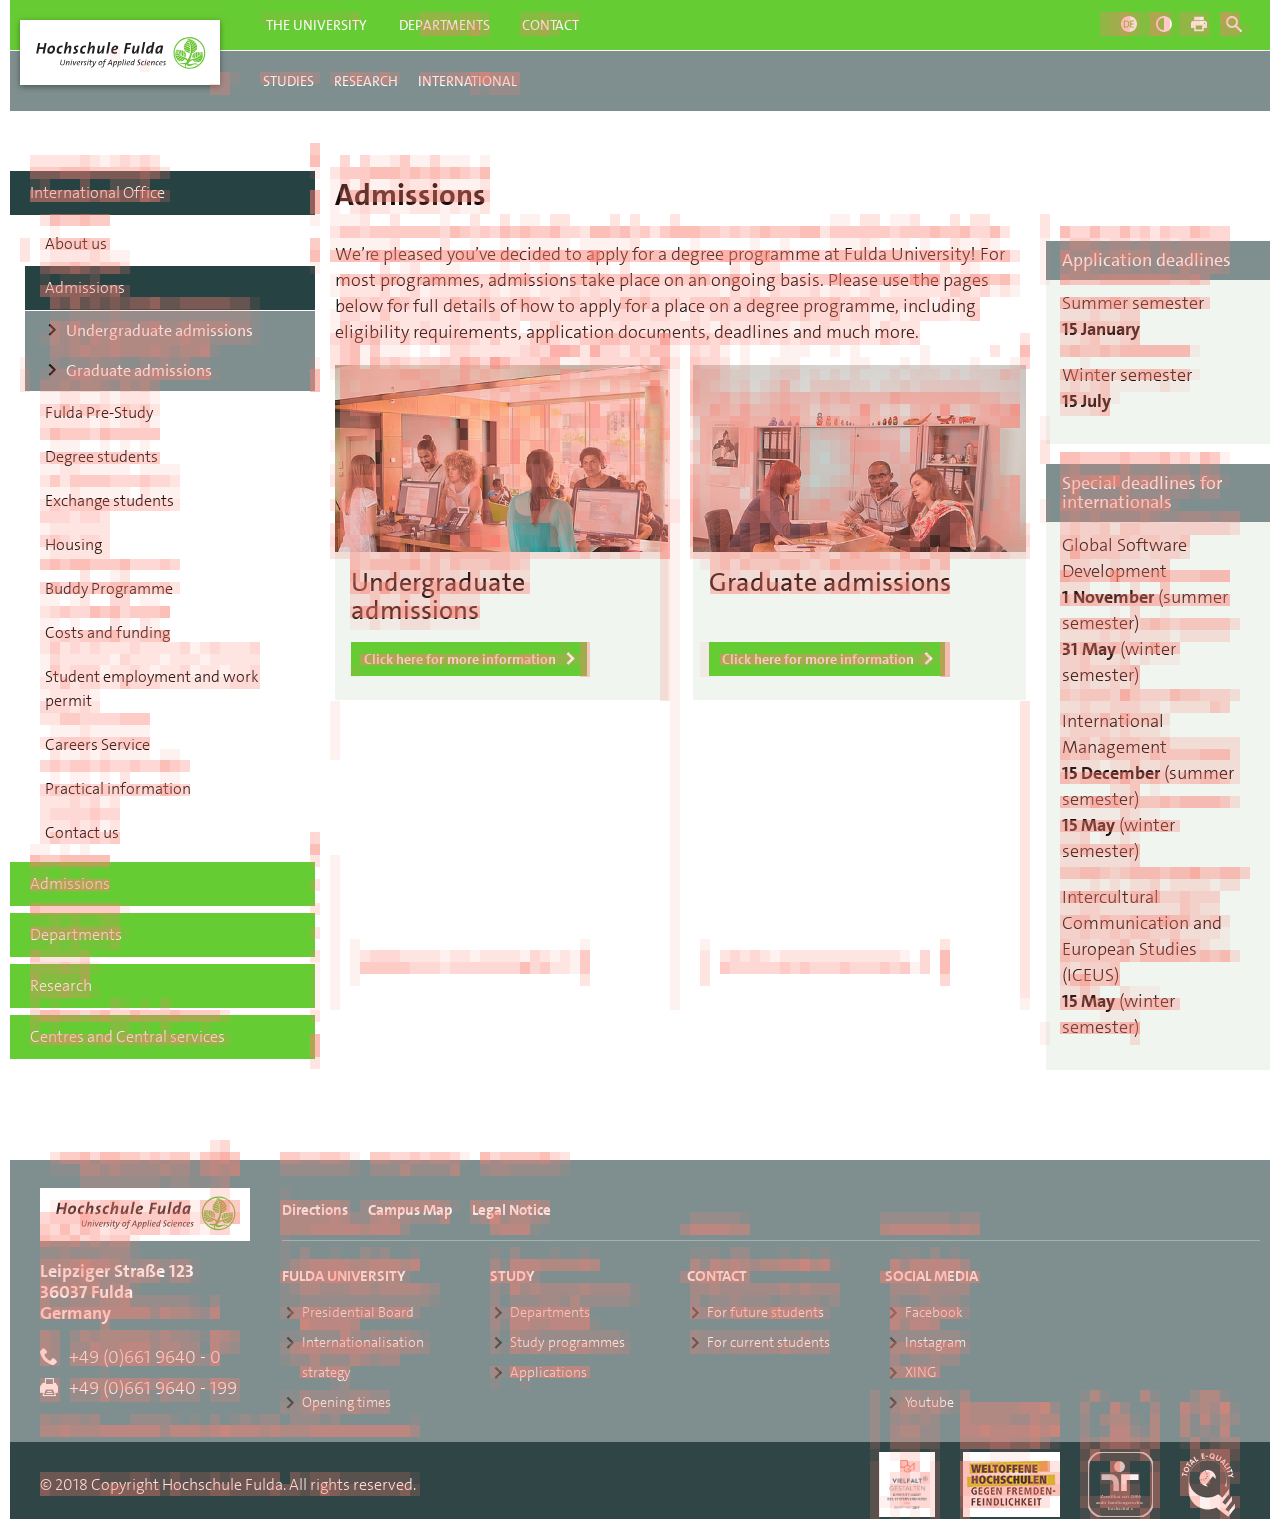 THE UNIVERSITY DEPARTMENTS CONTACT
DE
Hochschule Fulda
University of Applied Sciences
STUDIES RESEARCH INTERNATIONAL
International Office
About us
Admissions
Undergraduate admissions
Graduate admissions
Fulda Pre-Study
Degree students
Exchange students
Housing
Buddy Programme
Costs and funding
Student employment and work
permit
Careers Service
Practical information
Contact us
Admissions
Departments
Research
Centres and Central services
Admissions
We're pleased you've decided to apply for a degree programme at Fulda University! For
most programmes, admissions take place on an ongoing basis. Please use the pages
below for full details of how to apply for a place on a degree programme, including
eligibility requirements, application documents, deadlines and much more.
Undergraduate
admissions
Click here for more information
Graduate admissions
Click here for more information
Application deadlines
Summer semester
15 January
Winter semester
15 July
Special deadlines for
internationals
Global Software
Development
1 November (summer
semester)
31 May (winter
semester)
International
Management
15 December (summer
semester)
15 May (winter
semester)
Intercultural
Communication and
European Studies
(ICEUS)
15 May (winter
semester)
Hochschule Fulda
University of Applied Sciences
Leipziger Straße 123
36037 Fulda
Germany
+49 (0)661 9640 - 0
+49 (0)661 9640 - 199
Directions Campus Map Legal Notice
FULDA UNIVERSITY
Presidential Board
Internationalisation
strategy
Opening times
STUDY
Departments
Study programmes
Applications
CONTACT
For future students
For current students
SOCIAL MEDIA
Facebook
Instagram
XING
Youtube
© 2018 Copyright Hochschule Fulda. All rights reserved.
VIELFALT
GESTALTEN
WELTOFFENE
HOCHSCHULEN
GEGEN FREMDEN-
FEINDLICHKEIT
TOTAL E-QUALITY